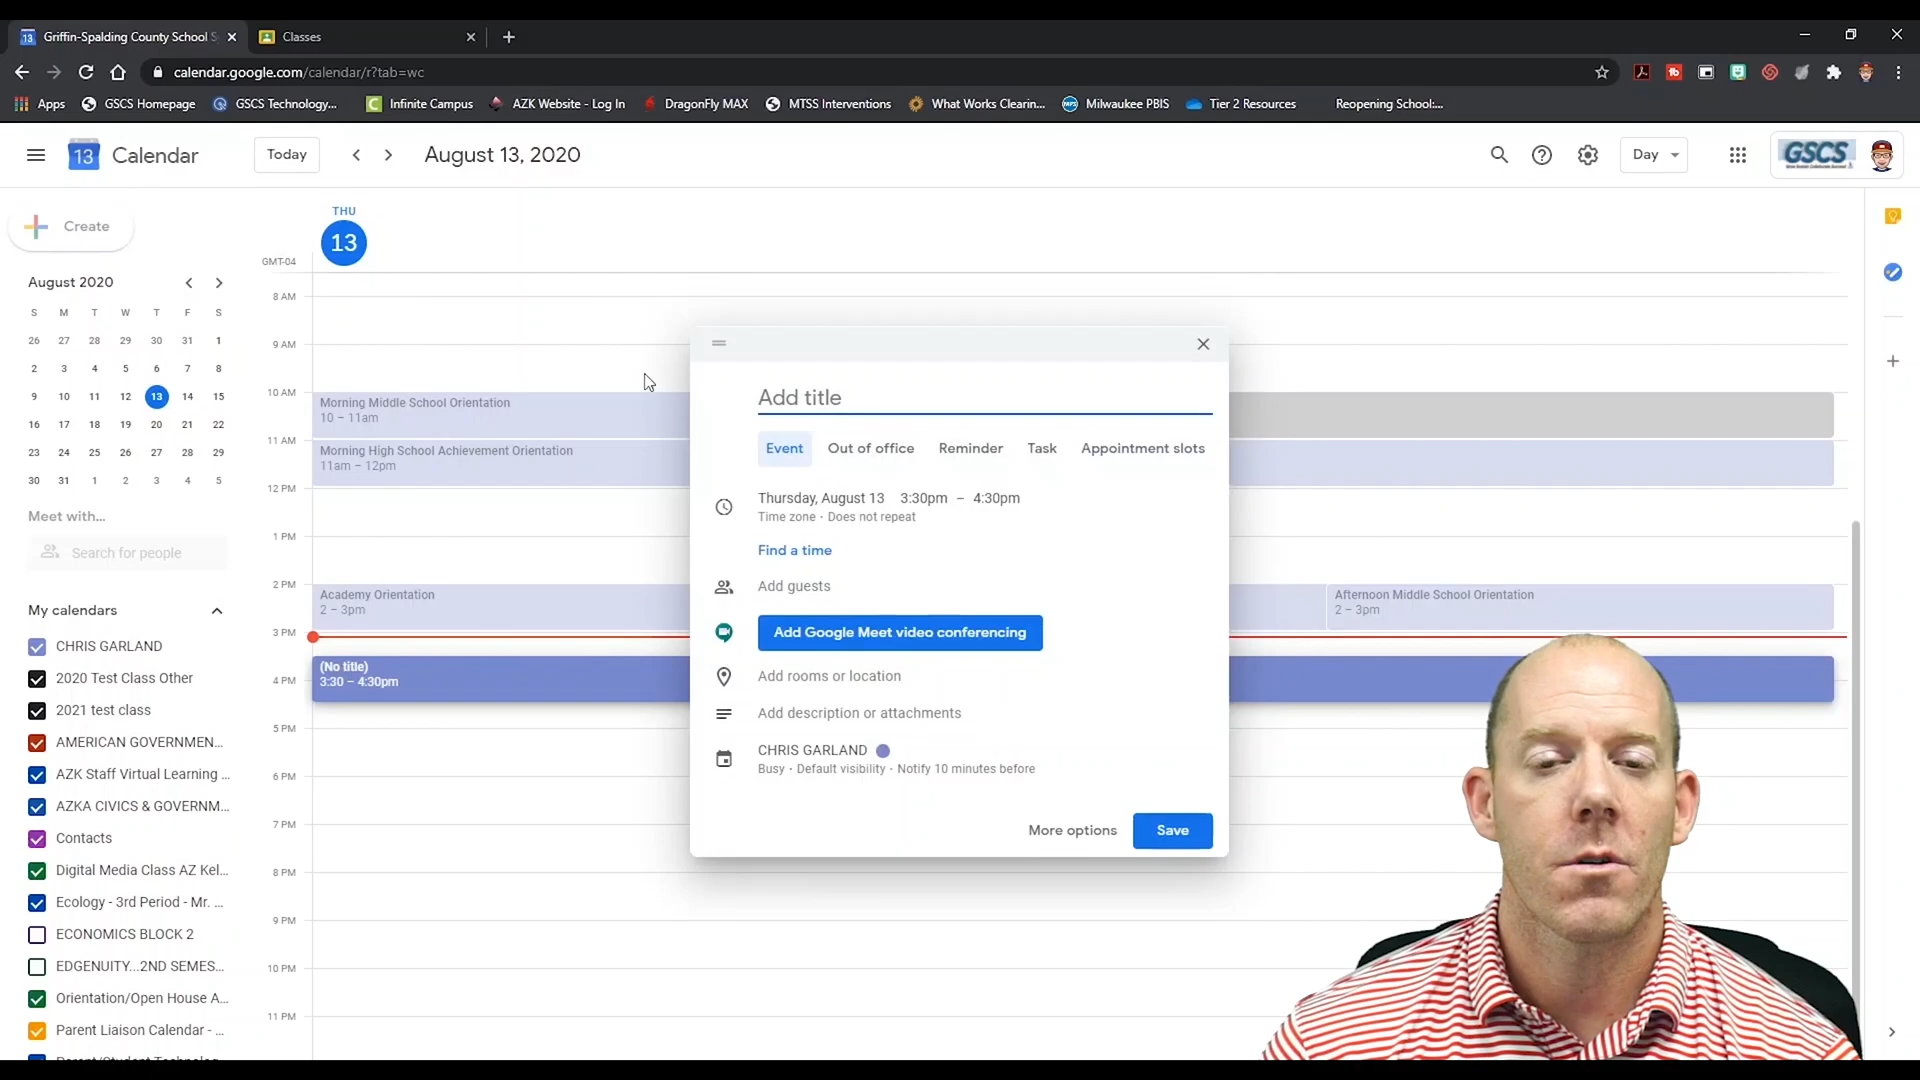 Griffin-Spalding County School S
Classes
calendar.google.com/calendar/r?tab=wc
Apps
GSCS Homepage
GSCS Technology...
Infinite Campus
AZK Website - Log In
DragonFly MAX
MTSS Interventions
What Works Clearin...
Milwaukee PBIS
Tier 2 Resources
Reopening School:...
13
Calendar
Today
August 13, 2020
Day
GSCS
Create
THU
13
GMT-04
August 2020
S M T W T F S
26 27 28 29 30 31 1
2 3 4 5 6 7 8
9 10 11 12 13 14 15
16 17 18 19 20 21 22
23 24 25 26 27 28 29
30 31 1 2 3 4 5
Meet with...
Search for people
My calendars
CHRIS GARLAND
2020 Test Class Other
2021 test class
AMERICAN GOVERNMEN...
AZK Staff Virtual Learning ...
AZKA CIVICS & GOVERNM...
Contacts
Digital Media Class AZ Kel...
Ecology - 3rd Period - Mr. ...
ECONOMICS BLOCK 2
EDGENUITY...2ND SEMES...
Orientation/Open House A...
Parent Liaison Calendar - ...
8 AM
9 AM
10 AM
11 AM
12 PM
1 PM
2 PM
3 PM
4 PM
5 PM
6 PM
7 PM
8 PM
9 PM
10 PM
11 PM
Morning Middle School Orientation
10 – 11am
Morning High School Achievement Orientation
11am – 12pm
Academy Orientation
2 – 3pm
Afternoon Middle School Orientation
2 – 3pm
(No title)
3:30 – 4:30pm
Add title
Event
Out of office
Reminder
Task
Appointment slots
Thursday, August 13 3:30pm – 4:30pm
Time zone · Does not repeat
Find a time
Add guests
Add Google Meet video conferencing
Add rooms or location
Add description or attachments
CHRIS GARLAND
Busy · Default visibility · Notify 10 minutes before
More options
Save